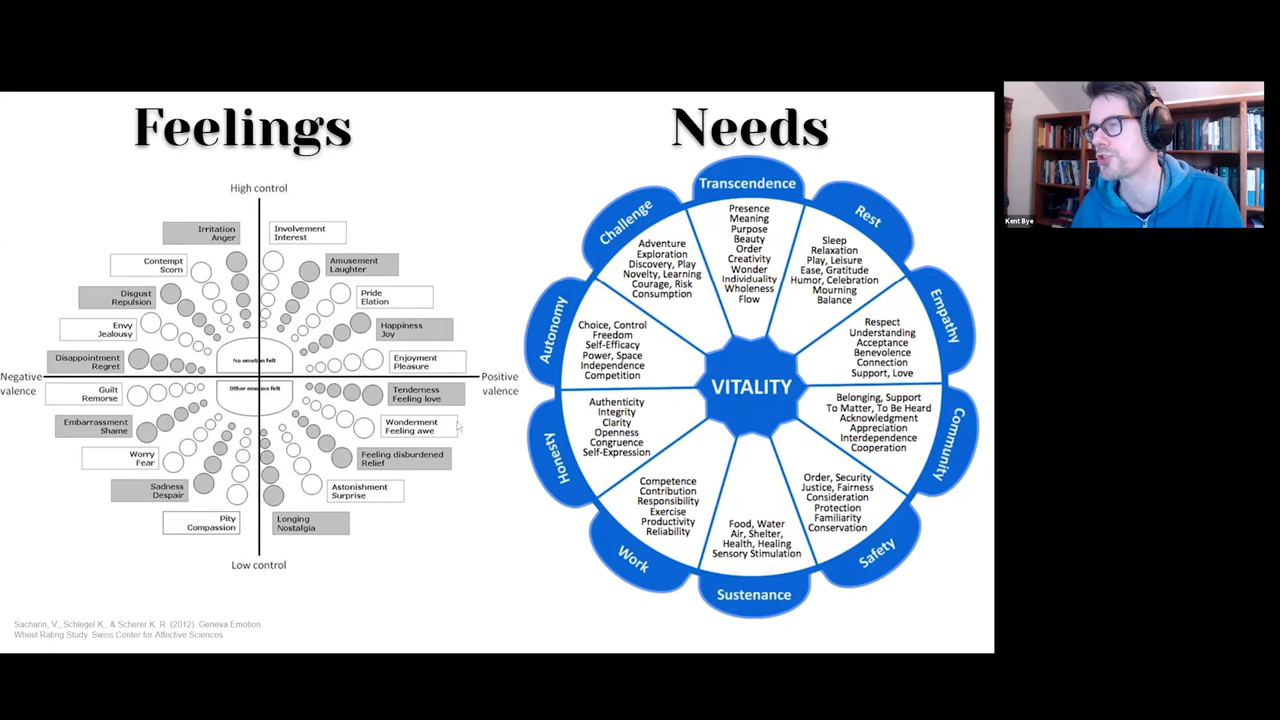 Feelings
Needs
High control
Irritation
Anger
Involvement
Interest
Contempt
Scorn
Amusement
Laughter
Disgust
Repulsion
Pride
Elation
Envy
Jealousy
Happiness
Joy
Disappointment
Regret
No emotion felt
Enjoyment
Pleasure
Negative
valence
Positive
valence
Guilt
Remorse
Other emotion felt
Tenderness
Feeling love
Embarrassment
Shame
Wonderment
Feeling awe
Worry
Fear
Feeling disburdened
Relief
Sadness
Despair
Astonishment
Surprise
Pity
Compassion
Longing
Nostalgia
Low control
Sacharin, V., Schlegel K., & Scherer K. R. (2012). Geneva Emotion
Wheel Rating Study. Swiss Center for Affective Sciences
VITALITY
Transcendence
Presence
Meaning
Purpose
Beauty
Order
Creativity
Wonder
Individuality
Wholeness
Flow
Rest
Sleep
Relaxation
Play, Leisure
Ease, Gratitude
Humor, Celebration
Mourning
Balance
Empathy
Respect
Understanding
Acceptance
Benevolence
Connection
Support, Love
Community
Belonging, Support
To Matter, To Be Heard
Acknowledgment
Appreciation
Interdependence
Cooperation
Safety
Order, Security
Justice, Fairness
Consideration
Protection
Familiarity
Conservation
Sustenance
Food, Water
Air, Shelter,
Health, Healing
Sensory Stimulation
Work
Competence
Contribution
Responsibility
Exercise
Productivity
Reliability
Honesty
Authenticity
Integrity
Clarity
Openness
Congruence
Self-Expression
Autonomy
Choice, Control
Freedom
Self-Efficacy
Power, Space
Independence
Competition
Challenge
Adventure
Exploration
Discovery, Play
Novelty, Learning
Courage, Risk
Consumption
Kent Bye